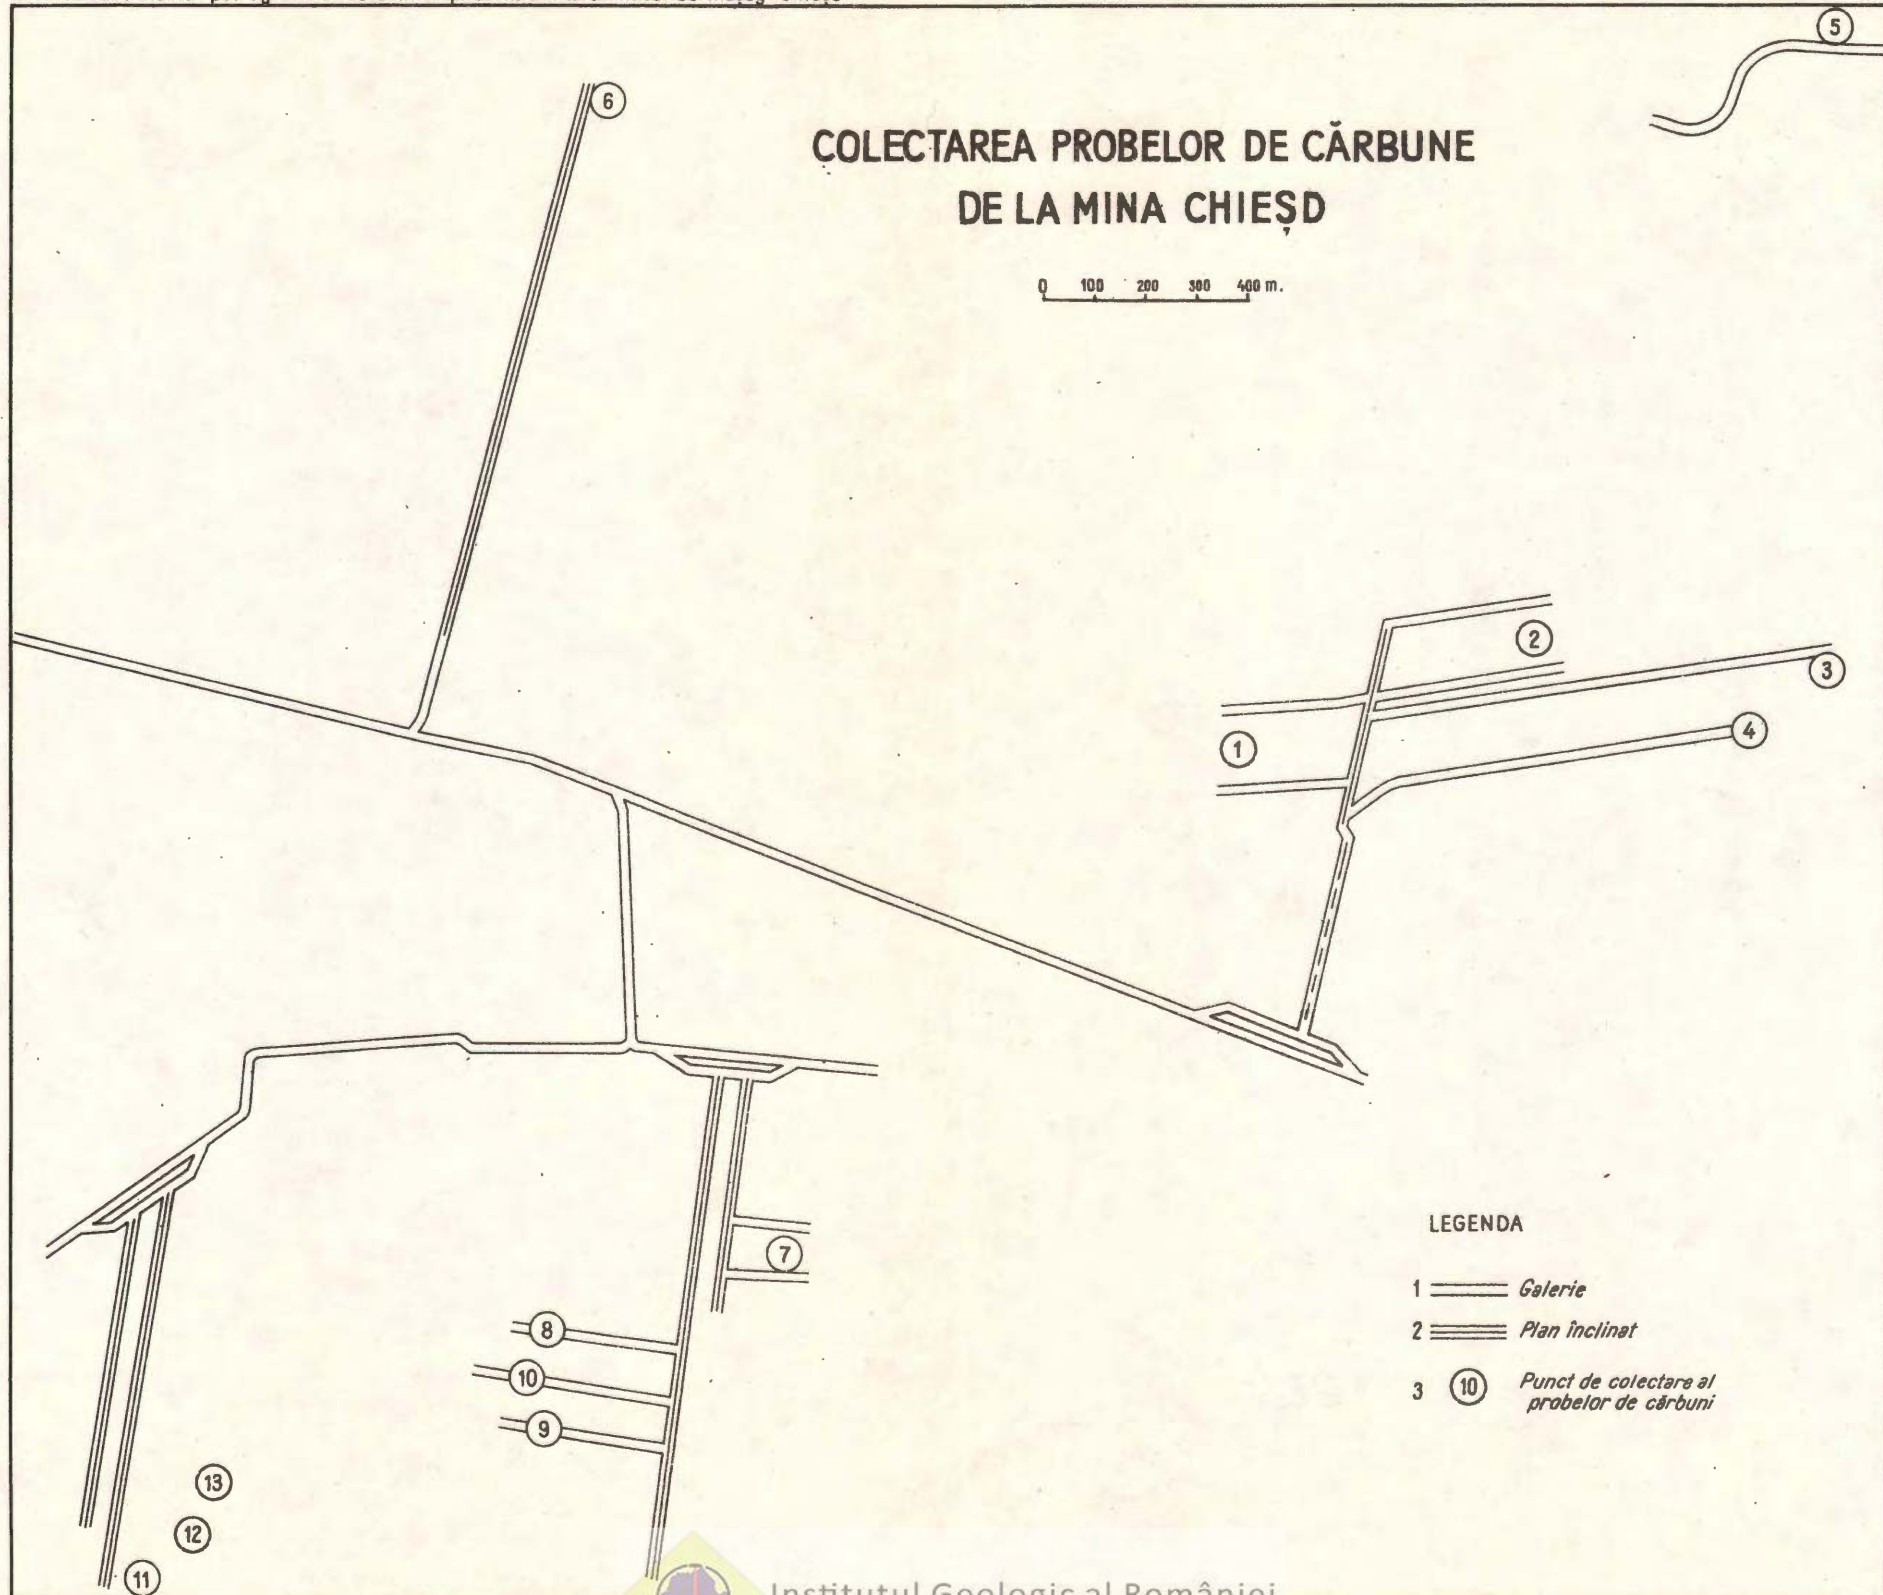 5
6
COLECTAREA PROBELOR DE CĂRBUNE
DE LA MINA CHIEȘD
0 100 200 300 400 m.
2
3
1
4
7
8
10
9
13
12
11
LEGENDA
1 Galerie
2 Plan înclinat
3 10 Punct de colectare al
probelor de cărbuni
Institutul Geologic al României